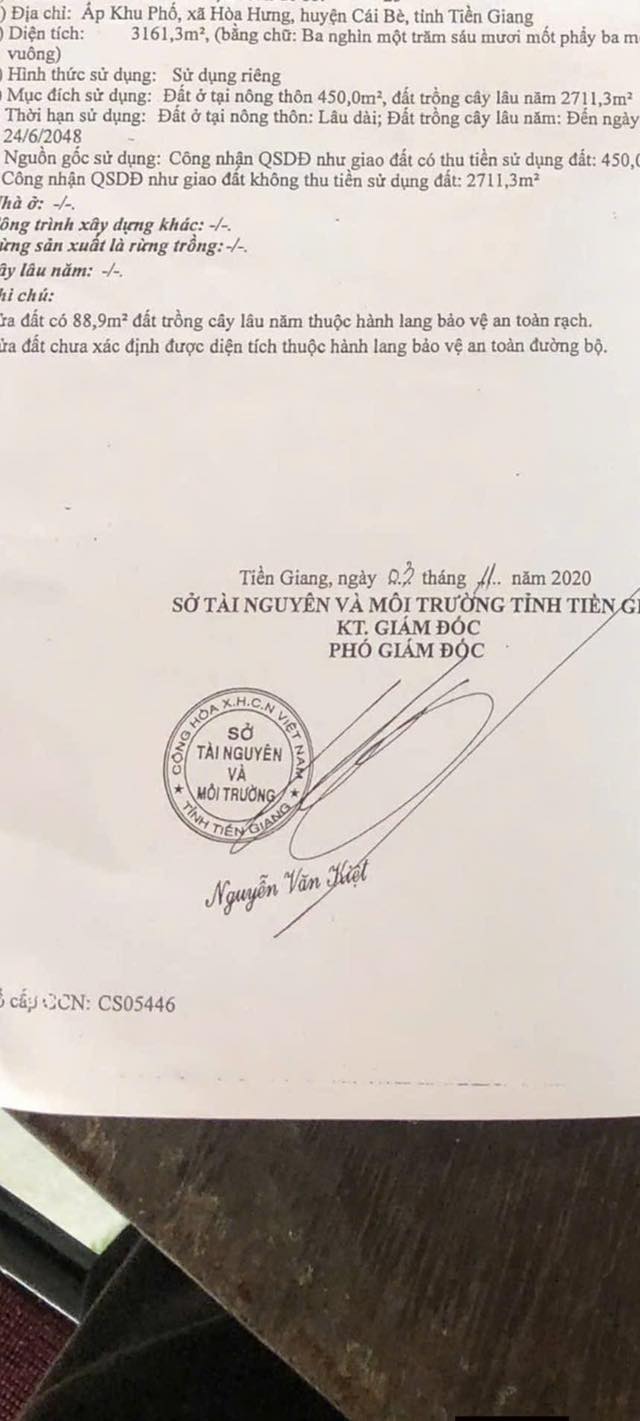 ) Địa chỉ: Ấp Khu Phố, xã Hòa Hưng, huyện Cái Bè, tỉnh Tiền Giang
) Diện tích: 3161,3m², (bằng chữ: Ba nghìn một trăm sáu mươi mốt phẩy ba m
vuông)
) Hình thức sử dụng: Sử dụng riêng
) Mục đích sử dụng: Đất ở tại nông thôn 450,0m², đất trồng cây lâu năm 2711,3m²
Thời hạn sử dụng: Đất ở tại nông thôn: Lâu dài; Đất trồng cây lâu năm: Đến ngày
24/6/2048
Nguồn gốc sử dụng: Công nhận QSDĐ như giao đất có thu tiền sử dụng đất: 450,0
Công nhận QSDĐ như giao đất không thu tiền sử dụng đất: 2711,3m²
hà ở: -/-.
ông trình xây dựng khác: -/-.
ừng sản xuất là rừng trồng: -/-.
ây lâu năm: -/-.
hi chú:
ửa đất có 88,9m² đất trồng cây lâu năm thuộc hành lang bảo vệ an toàn rạch.
ửa đất chưa xác định được diện tích thuộc hành lang bảo vệ an toàn đường bộ.
Tiền Giang, ngày 03 tháng 11.. năm 2020
SỞ TÀI NGUYÊN VÀ MÔI TRƯỜNG TỈNH TIỀN GI
KT. GIÁM ĐỐC
PHÓ GIÁM ĐỐC
CỘNG HÒA X.H.C.N VIỆT NAM
SỞ
TÀI NGUYÊN
VÀ
MÔI TRƯỜNG
★ TỈNH TIỀN GIANG ★
Nguyễn Văn Kiệt
ố cấp GCN: CS05446